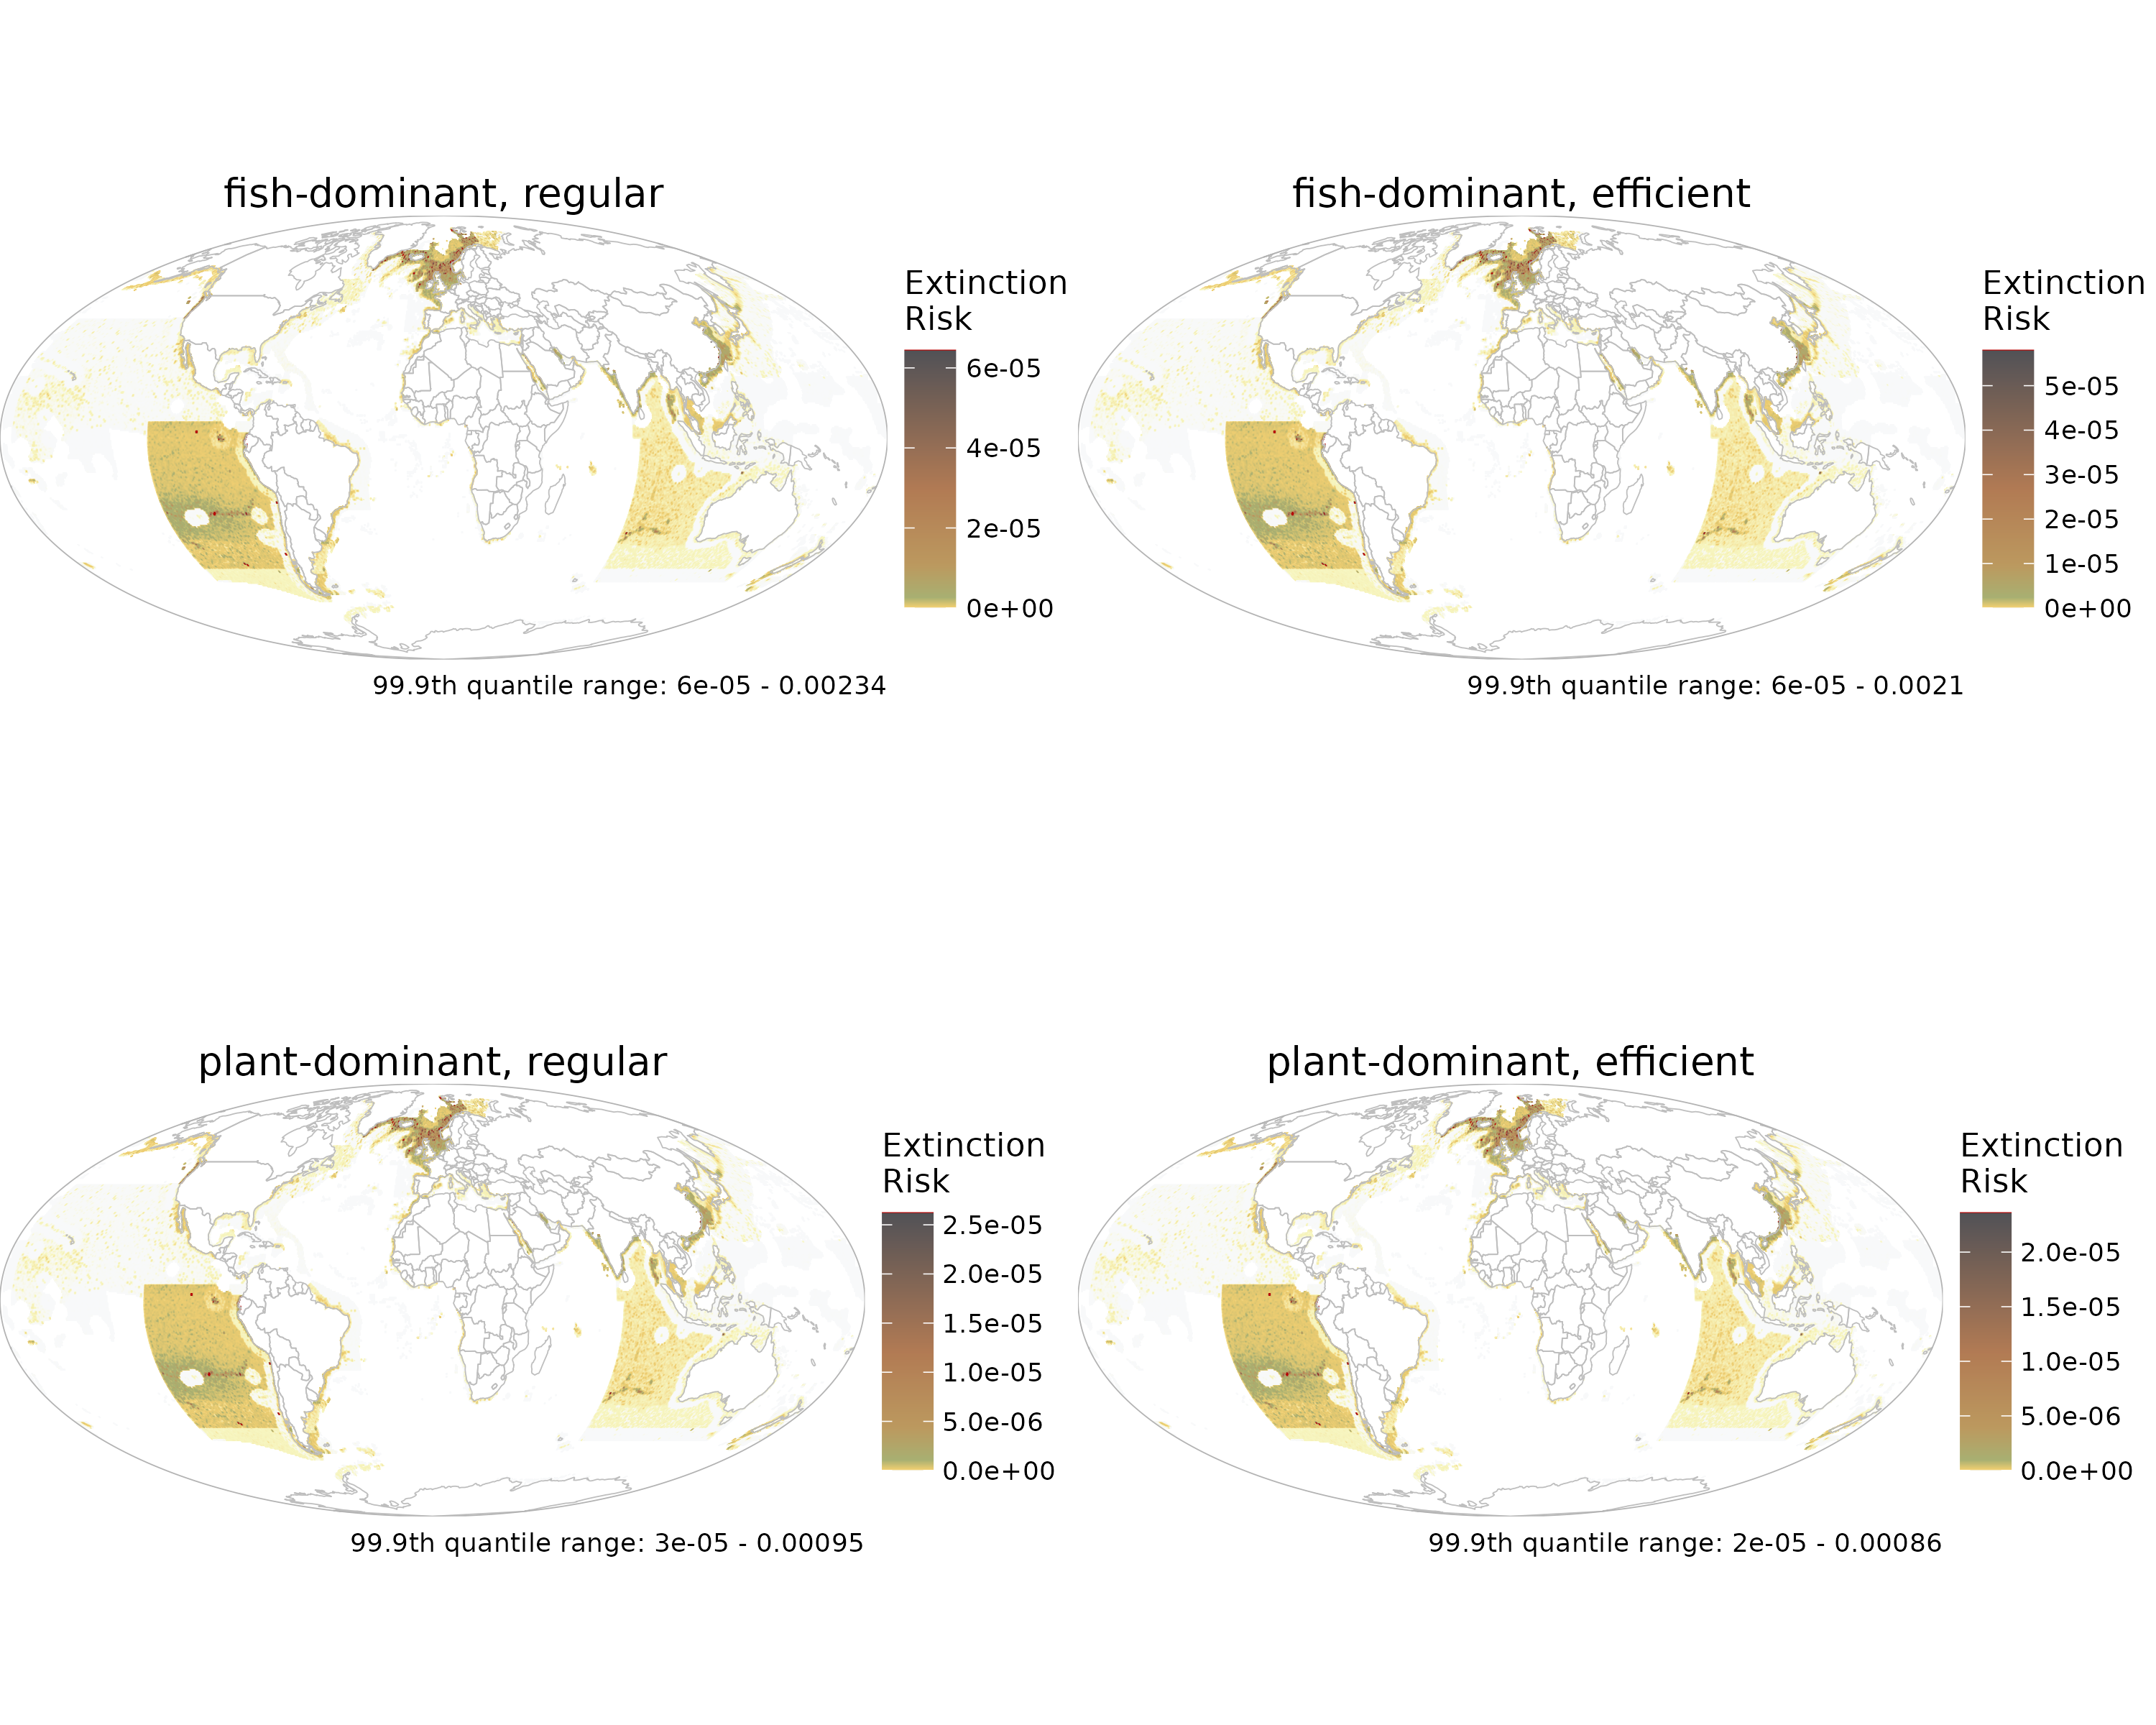 fish-dominant, regular
Extinction
Risk
6e-05
4e-05
2e-05
0e+00
99.9th quantile range: 6e-05 - 0.00234
fish-dominant, efficient
Extinction
Risk
5e-05
4e-05
3e-05
2e-05
1e-05
0e+00
99.9th quantile range: 6e-05 - 0.0021
plant-dominant, regular
Extinction
Risk
2.5e-05
2.0e-05
1.5e-05
1.0e-05
5.0e-06
0.0e+00
99.9th quantile range: 3e-05 - 0.00095
plant-dominant, efficient
Extinction
Risk
2.0e-05
1.5e-05
1.0e-05
5.0e-06
0.0e+00
99.9th quantile range: 2e-05 - 0.00086